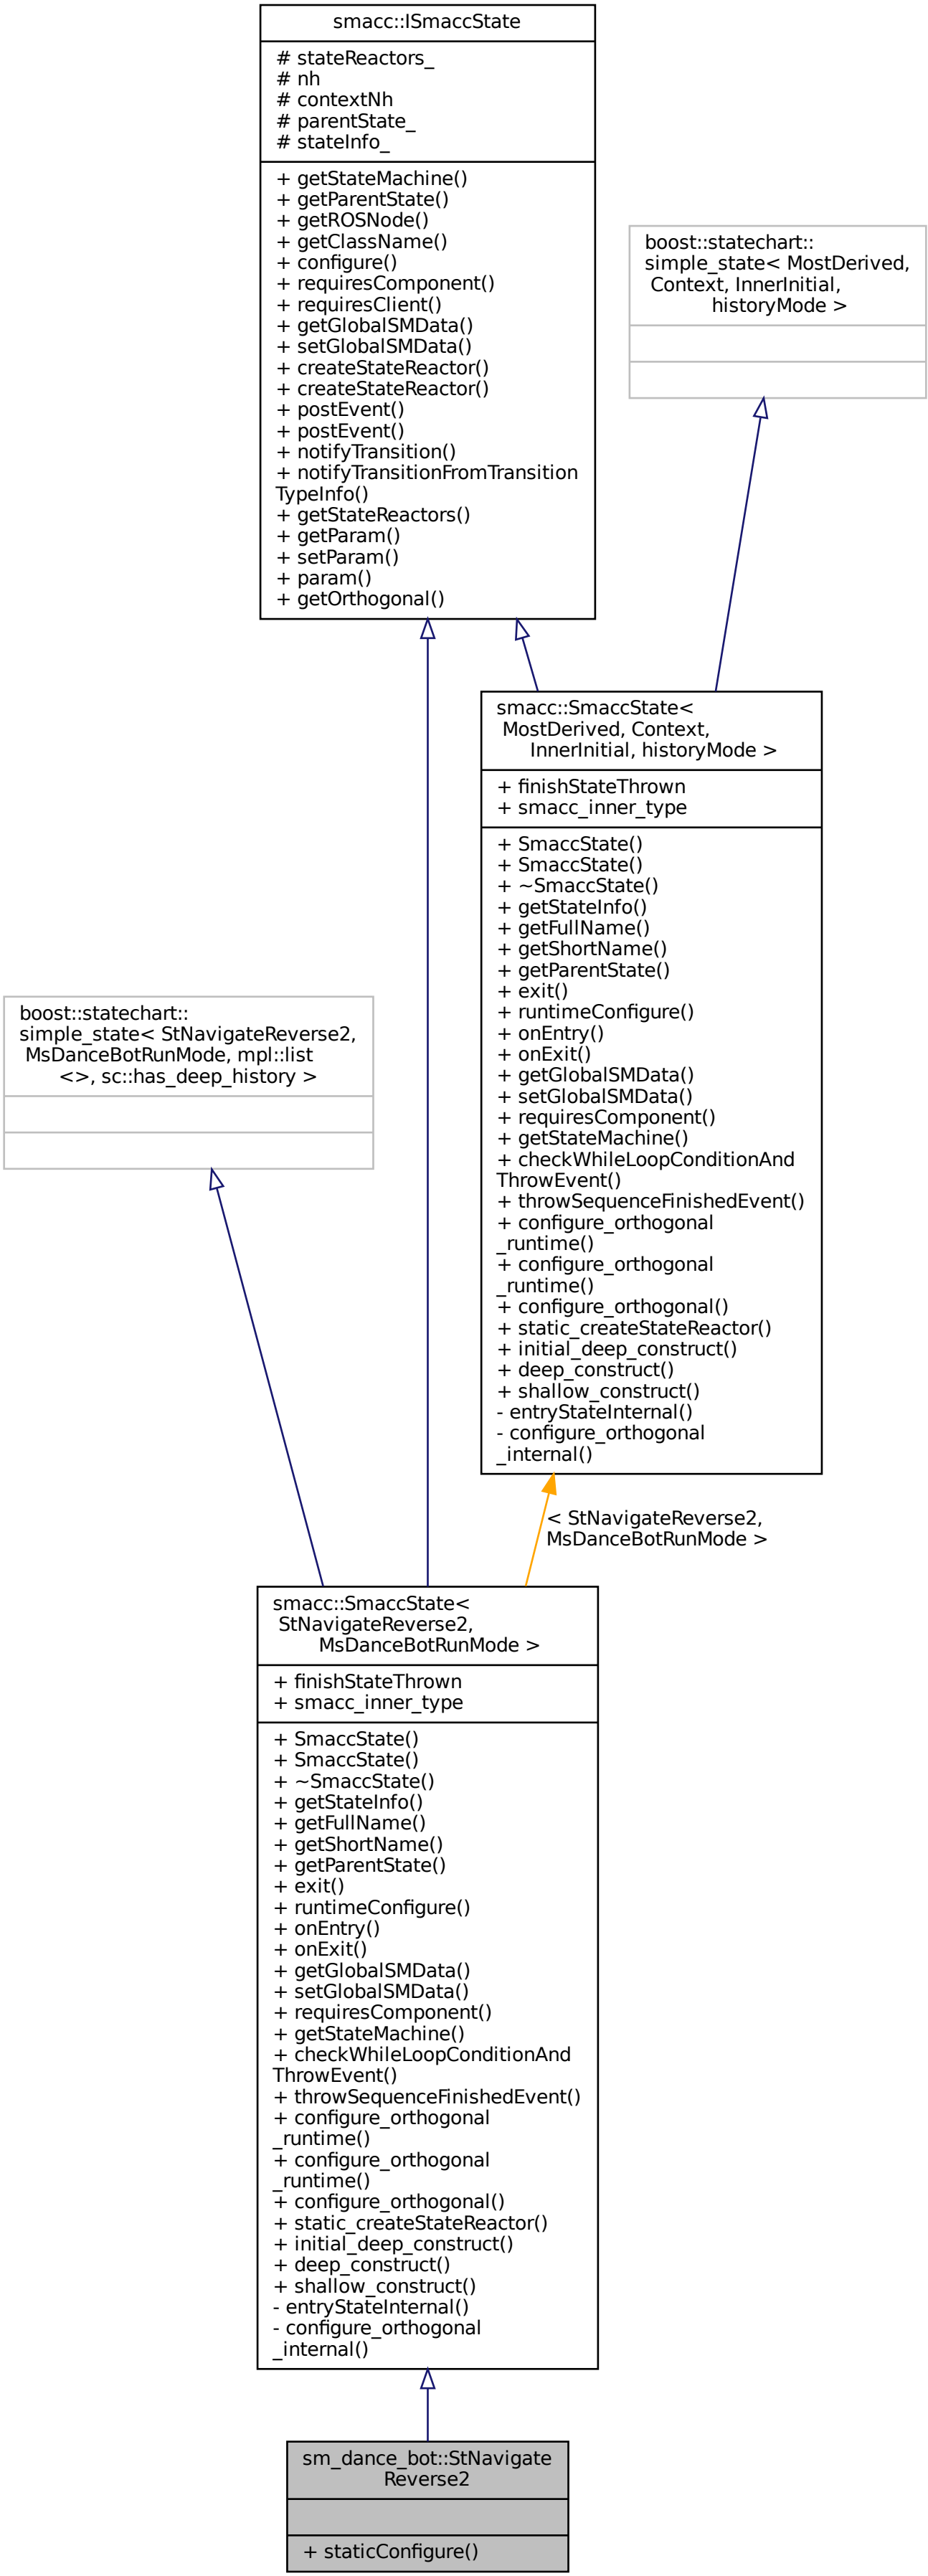 smacc::ISmaccState
# stateReactors_
# nh
# contextNh
# parentState_
# stateInfo_
+ getStateMachine()
+ getParentState()
+ getROSNode()
+ getClassName()
+ configure()
+ requiresComponent()
+ requiresClient()
+ getGlobalSMData()
+ setGlobalSMData()
+ createStateReactor()
+ createStateReactor()
+ postEvent()
+ postEvent()
+ notifyTransition()
+ notifyTransitionFromTransition
TypeInfo()
+ getStateReactors()
+ getParam()
+ setParam()
+ param()
+ getOrthogonal()
boost::statechart::
simple_state< MostDerived,
Context, InnerInitial,
historyMode >
smacc::SmaccState<
MostDerived, Context,
InnerInitial, historyMode >
+ finishStateThrown
+ smacc_inner_type
+ SmaccState()
+ SmaccState()
+ ~SmaccState()
+ getStateInfo()
+ getFullName()
+ getShortName()
+ getParentState()
+ exit()
+ runtimeConfigure()
+ onEntry()
+ onExit()
+ getGlobalSMData()
+ setGlobalSMData()
+ requiresComponent()
+ getStateMachine()
+ checkWhileLoopConditionAnd
ThrowEvent()
+ throwSequenceFinishedEvent()
+ configure_orthogonal
_runtime()
+ configure_orthogonal
_runtime()
+ configure_orthogonal()
+ static_createStateReactor()
+ initial_deep_construct()
+ deep_construct()
+ shallow_construct()
- entryStateInternal()
- configure_orthogonal
_internal()
boost::statechart::
simple_state< StNavigateReverse2,
MsDanceBotRunMode, mpl::list
<>, sc::has_deep_history >
< StNavigateReverse2,
MsDanceBotRunMode >
smacc::SmaccState<
StNavigateReverse2,
MsDanceBotRunMode >
+ finishStateThrown
+ smacc_inner_type
+ SmaccState()
+ SmaccState()
+ ~SmaccState()
+ getStateInfo()
+ getFullName()
+ getShortName()
+ getParentState()
+ exit()
+ runtimeConfigure()
+ onEntry()
+ onExit()
+ getGlobalSMData()
+ setGlobalSMData()
+ requiresComponent()
+ getStateMachine()
+ checkWhileLoopConditionAnd
ThrowEvent()
+ throwSequenceFinishedEvent()
+ configure_orthogonal
_runtime()
+ configure_orthogonal
_runtime()
+ configure_orthogonal()
+ static_createStateReactor()
+ initial_deep_construct()
+ deep_construct()
+ shallow_construct()
- entryStateInternal()
- configure_orthogonal
_internal()
sm_dance_bot::StNavigate
Reverse2
+ staticConfigure()